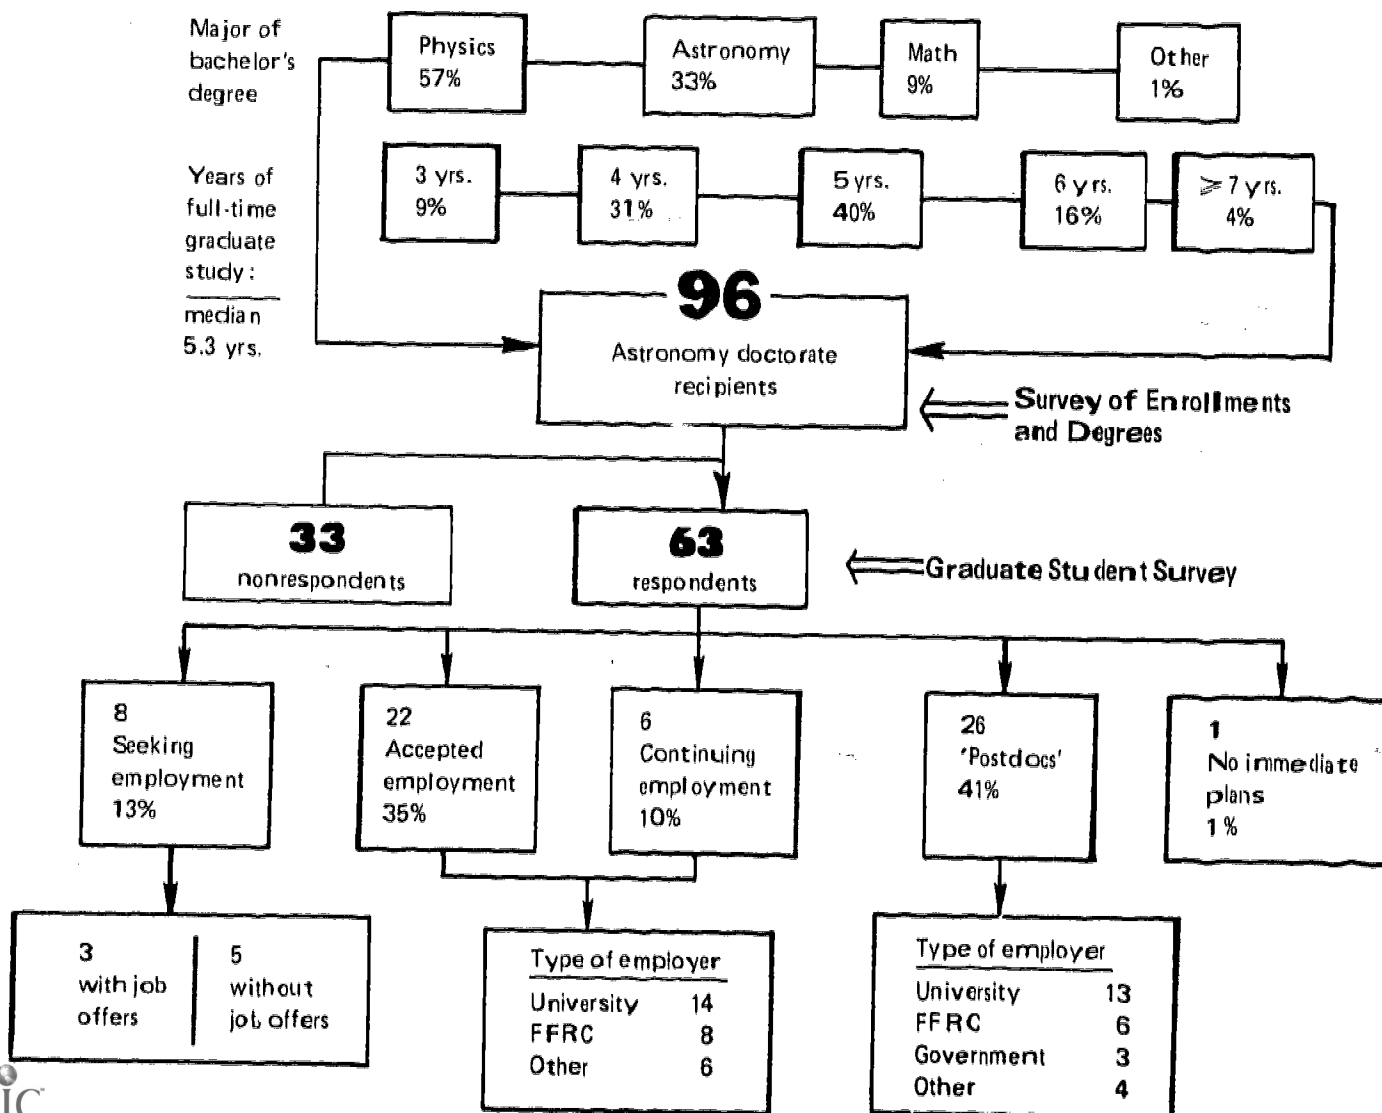 Major of
bachelor's
degree
Physics
57%
Astronomy
33%
Math
9%
Other
1%
Years of
full-time
graduate
study:
median
5.3 yrs.
3 yrs.
9%
4 yrs.
31%
5 yrs.
40%
6 yrs.
16%
⩾ 7 yrs.
4%
96
Astronomy doctorate
recipients
Survey of Enrollments
and Degrees
33
nonrespondents
63
respondents
Graduate Student Survey
8
Seeking
employment
13%
22
Accepted
employment
35%
6
Continuing
employment
10%
26
'Postdocs'
41%
1
No immediate
plans
1%
3
with job
offers
5
without
job offers
Type of employer
University 14
FFRC 8
Other 6
Type of employer
University 13
FFRC 6
Government 3
Other 4
IC